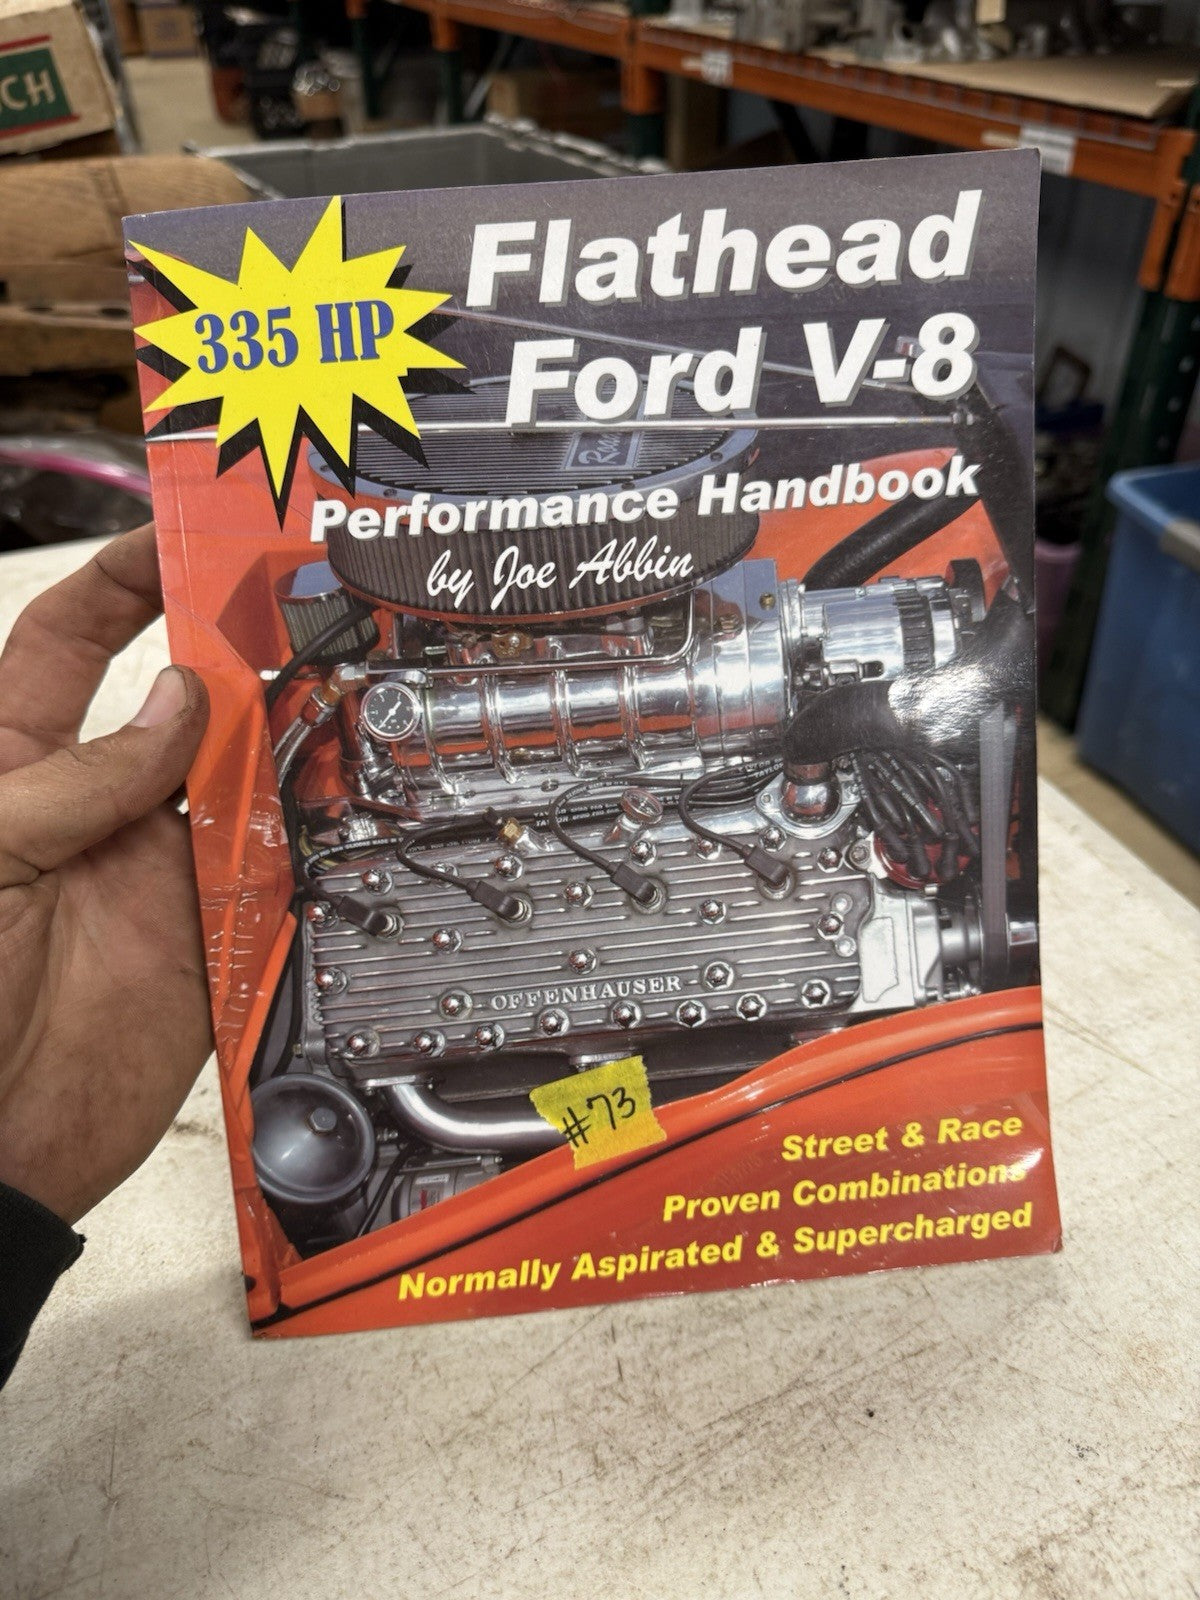 CH
335 HP
Flathead
Ford V-8
Performance Handbook
by Joe Abbin
OFFENHAUSER
#73
Street & Race
Proven Combinations
Normally Aspirated & Supercharged